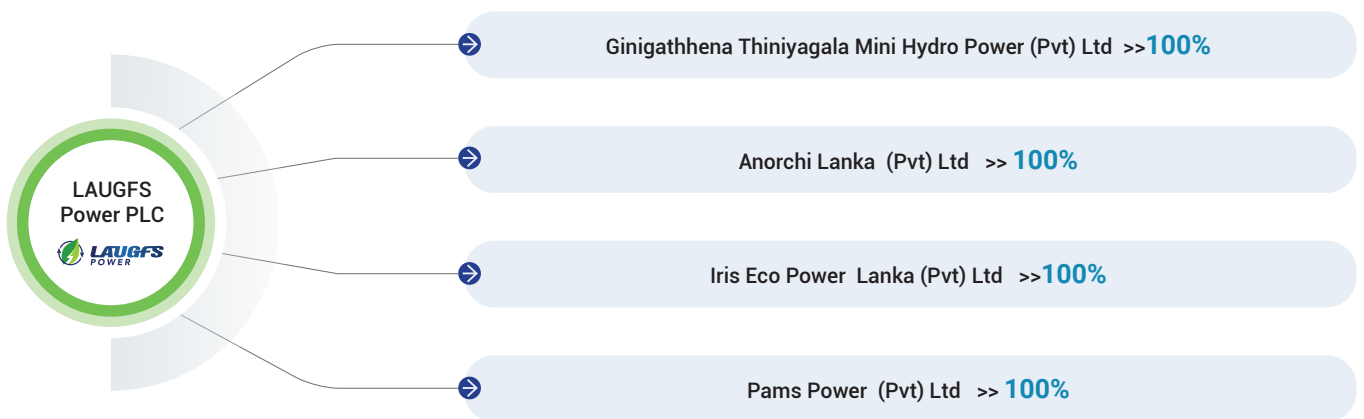 LAUGFS
Power PLC
LAUGFS
POWER
Ginigathhena Thiniyagala Mini Hydro Power (Pvt) Ltd >>100%
Anorchi Lanka (Pvt) Ltd >> 100%
Iris Eco Power Lanka (Pvt) Ltd >>100%
Pams Power (Pvt) Ltd >> 100%